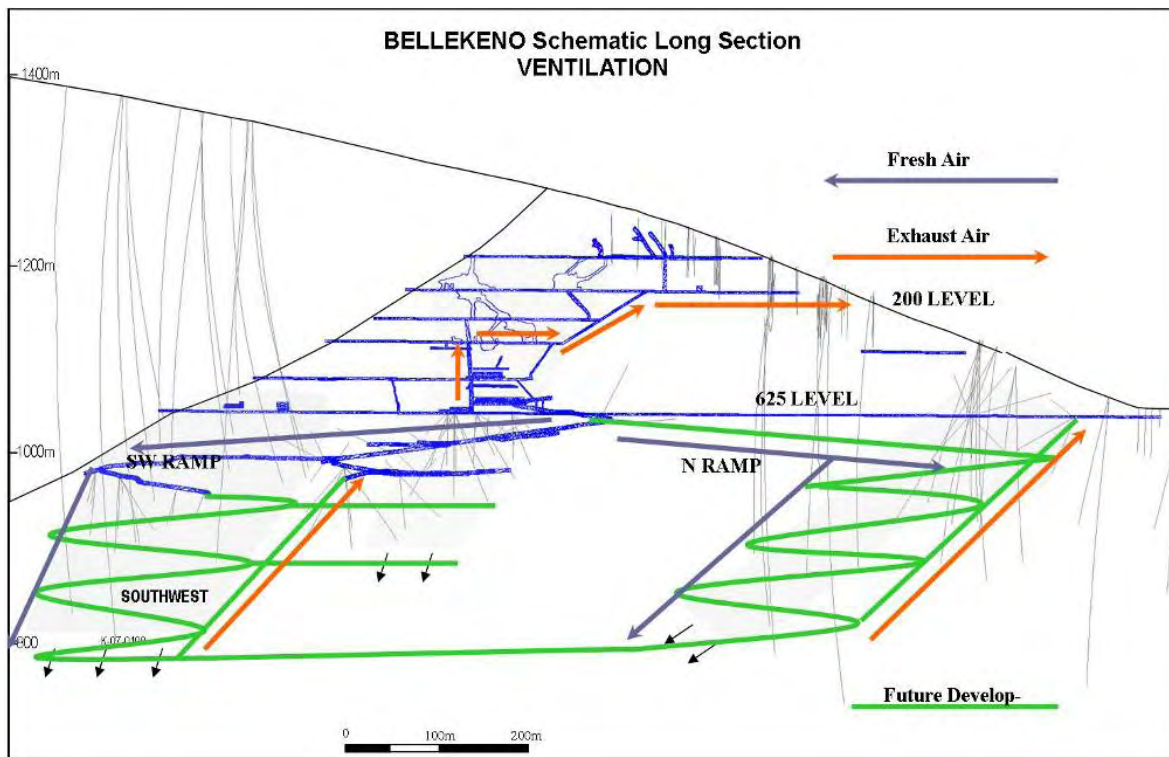 BELLEKENO Schematic Long Section
VENTILATION
1400m
Fresh Air
Exhaust Air
1200m
200 LEVEL
625 LEVEL
1000m
SW RAMP
N RAMP
SOUTHWEST
800
Future Develop-
0 100m 200m